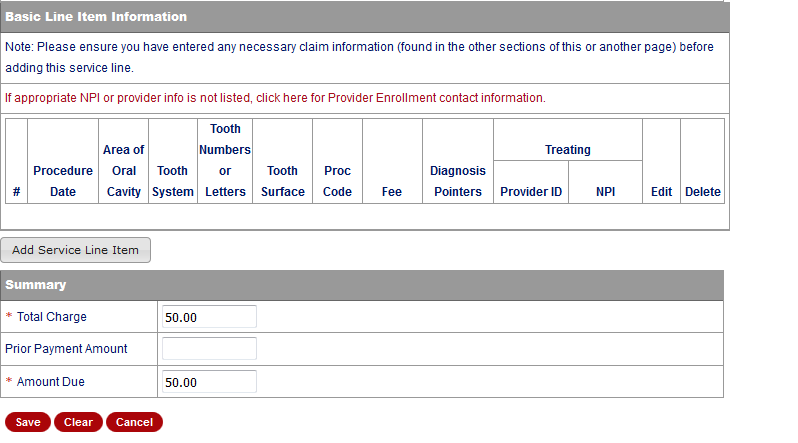 Basic Line Item Information
Note: Please ensure you have entered any necessary claim information (found in the other sections of this or another page) before
adding this service line.
If appropriate NPI or provider info is not listed, click here for Provider Enrollment contact information.
#
Procedure
Date
Area of
Oral
Cavity
Tooth
System
Tooth
Numbers
or
Letters
Tooth
Surface
Proc
Code
Fee
Diagnosis
Pointers
Treating
Provider ID
NPI
Edit
Delete
Add Service Line Item
Summary
* Total Charge 50.00
Prior Payment Amount
* Amount Due 50.00
Save Clear Cancel